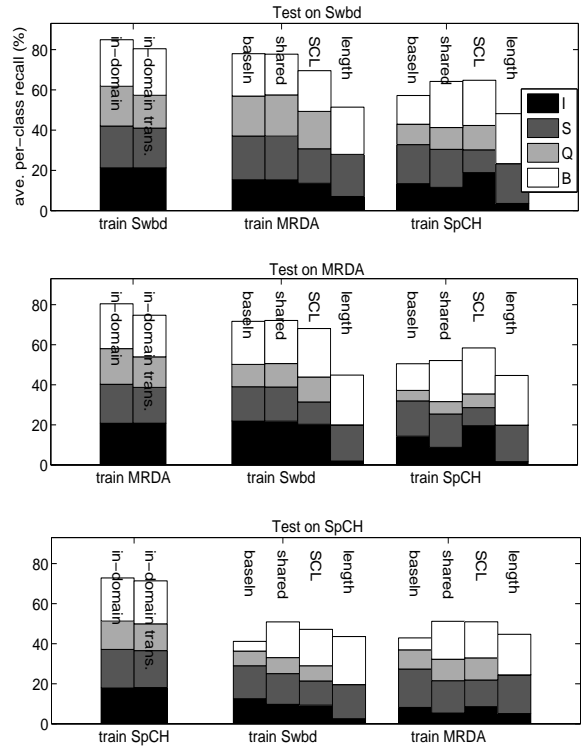 Test on Swbd
ave. per-class recall (%)
80
60
40
20
0
in-domain
in-domain trans.
baseln
shared
SCL
length
baseln
shared
SCL
length
I
S
Q
B
train Swbd
train MRDA
train SpCH
Test on MRDA
80
60
40
20
0
in-domain
in-domain trans.
baseln
shared
SCL
length
baseln
shared
SCL
length
train MRDA
train Swbd
train SpCH
Test on SpCH
80
60
40
20
0
in-domain
in-domain trans.
baseln
shared
SCL
length
baseln
shared
SCL
length
train SpCH
train Swbd
train MRDA